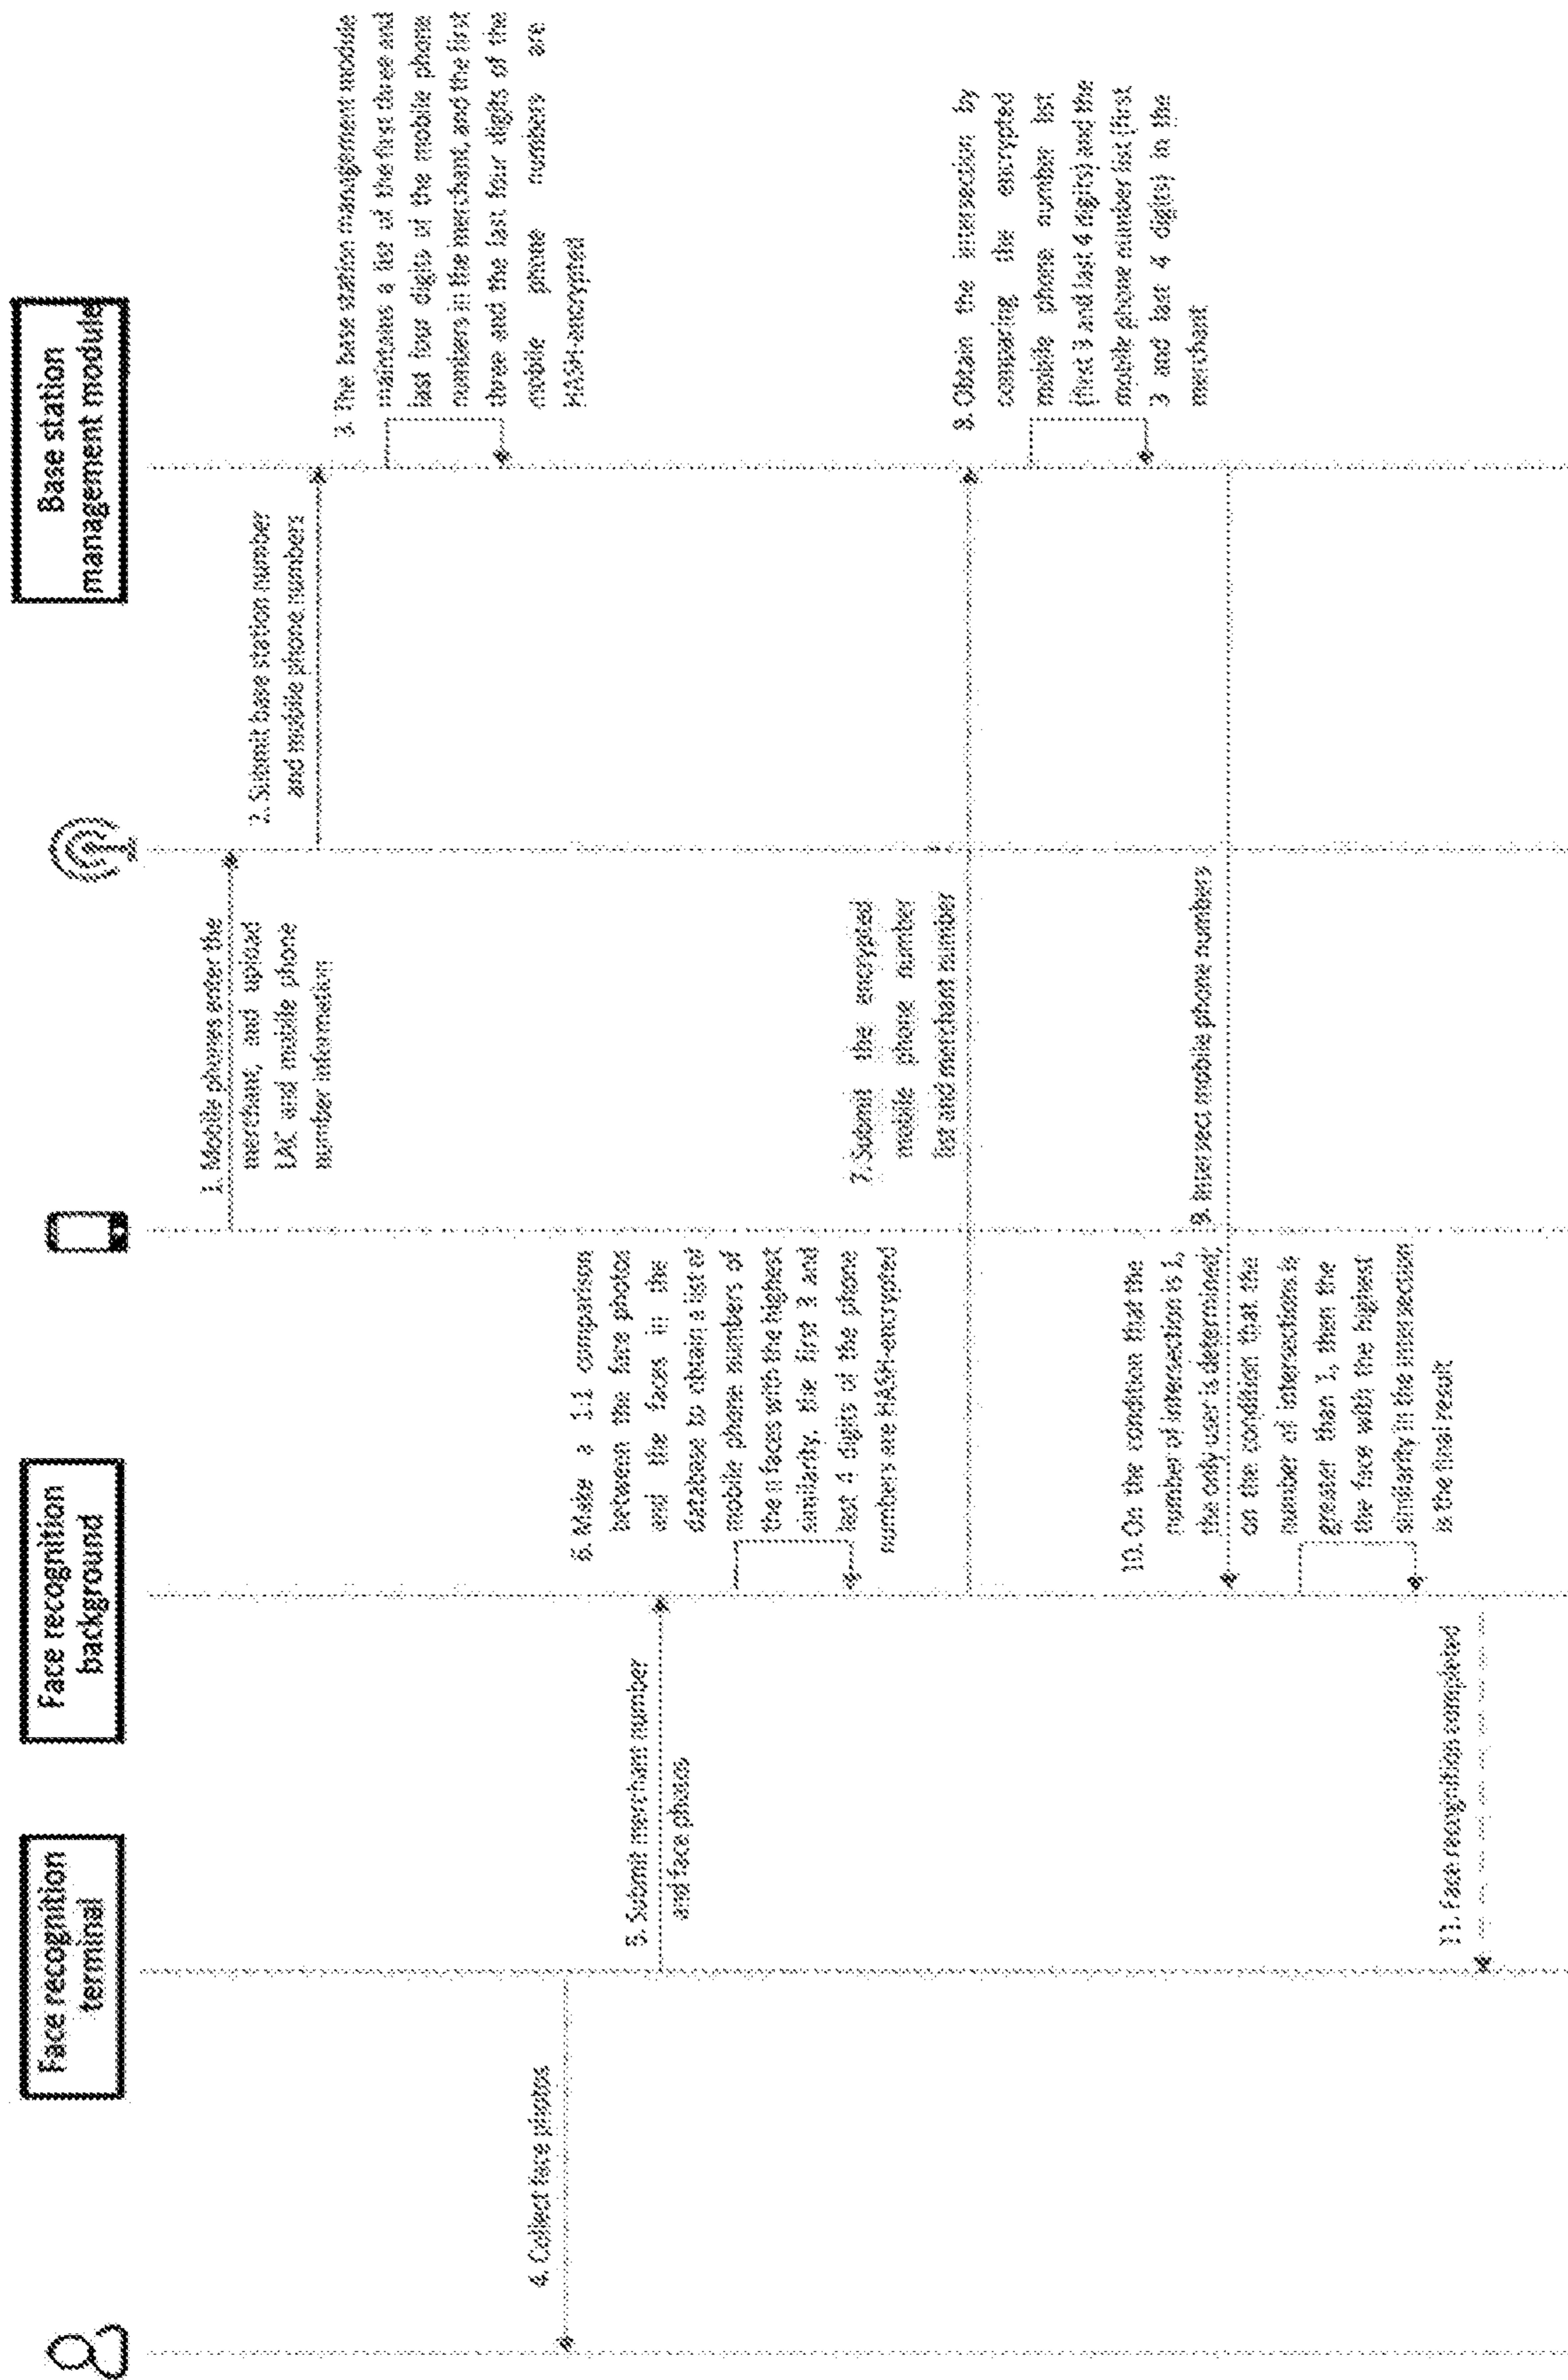 Face recognition
terminal
Face recognition
background
Base station
management module
1. Mobile phones enter the
merchant, and upload
LAC and mobile phone
number information
2. Submit base station number
and mobile phone numbers
3. The base station management module
maintains a list of the first three and
last four digits of the mobile phone
numbers in the merchant, and the first
three and the last four digits of the
mobile phone numbers are
HASH-encrypted
4. Collect face photos
5. Submit merchant number
and face photos
6. Make a 1:1 comparison
between the face photos
and the faces in the
database to obtain a list of
mobile phone numbers of
the n faces with the highest
similarity, the first 3 and
last 4 digits of the phone
numbers are HASH-encrypted
7. Submit the encrypted
mobile phone number
list and merchant number
8. Obtain the intersection by
comparing the encrypted
mobile phone number list
(first 3 and last 4 digits) and the
mobile phone number list (first
3 and last 4 digits) in the
merchant
9. Intersect mobile phone numbers
10. On the condition that the
number of intersection is 1,
the only user is determined;
on the condition that the
number of intersections is
greater than 1, then the
the face with the highest
similarity in the intersection
is the final result
11. Face recognition completed